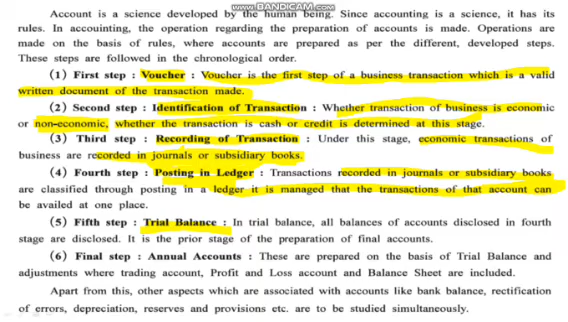 www.BANDICAM.com
Account is a science developed by the human being. Since accounting is a science, it has its
rules. In accointing, the operation regarding the preparation of accounts is made. Operations are
made on the basis of rules, where accounts are prepared as per the different, developed steps.
These steps are followed in the chronological order.
(1) First step : Voucher : Voucher is the first step of a business transaction which is a valid
written document of the transaction made.
(2) Second step : Identification of Transaction : Whether transaction of business is economic
or non-economic, whether the transaction is cash or credit is determined at this stage.
(3) Third step : Recording of Transaction : Under this stage, economic transactions of
business are recorded in journals or subsidiary books.
(4) Fourth step : Posting in Ledger : Transactions recorded in journals or subsidiary books
are classified through posting in a ledger it is managed that the transactions of that account can
be availed at one place.
(5) Fifth step : Trial Balance : In trial balance, all balances of accounts disclosed in fourth
stage are disclosed. It is the prior stage of the preparation of final accounts.
(6) Final step : Annual Accounts : These are prepared on the basis of Trial Balance and
adjustments where trading account, Profit and Loss account and Balance Sheet are included.
Apart from this, other aspects which are associated with accounts like bank balance, rectification
of errors, depreciation, reserves and provisions etc. are to be studied simultaneously.